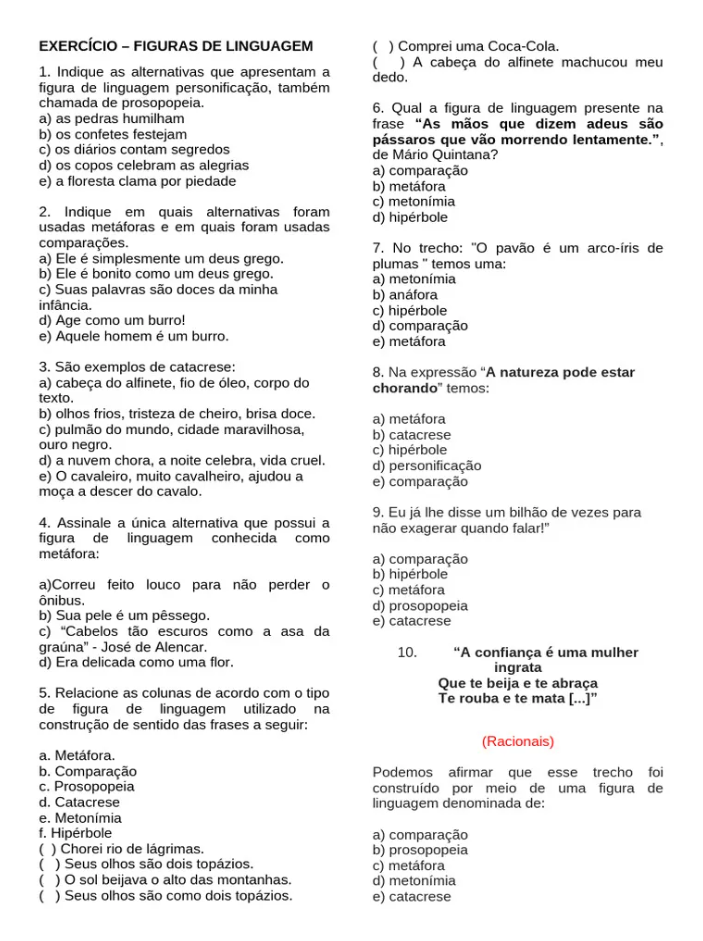 EXERCÍCIO – FIGURAS DE LINGUAGEM
1. Indique as alternativas que apresentam a
figura de linguagem personificação, também
chamada de prosopopeia.
a) as pedras humilham
b) os confetes festejam
c) os diários contam segredos
d) os copos celebram as alegrias
e) a floresta clama por piedade
2. Indique em quais alternativas foram
usadas metáforas e em quais foram usadas
comparações.
a) Ele é simplesmente um deus grego.
b) Ele é bonito como um deus grego.
c) Suas palavras são doces da minha
infância.
d) Age como um burro!
e) Aquele homem é um burro.
3. São exemplos de catacrese:
a) cabeça do alfinete, fio de óleo, corpo do
texto.
b) olhos frios, tristeza de cheiro, brisa doce.
c) pulmão do mundo, cidade maravilhosa,
ouro negro.
d) a nuvem chora, a noite celebra, vida cruel.
e) O cavaleiro, muito cavalheiro, ajudou a
moça a descer do cavalo.
4. Assinale a única alternativa que possui a
figura de linguagem conhecida como
metáfora:
a)Correu feito louco para não perder o
ônibus.
b) Sua pele é um pêssego.
c) “Cabelos tão escuros como a asa da
graúna” - José de Alencar.
d) Era delicada como uma flor.
5. Relacione as colunas de acordo com o tipo
de figura de linguagem utilizado na
construção de sentido das frases a seguir:
a. Metáfora.
b. Comparação
c. Prosopopeia
d. Catacrese
e. Metonímia
f. Hipérbole
( ) Chorei rio de lágrimas.
( ) Seus olhos são dois topázios.
( ) O sol beijava o alto das montanhas.
( ) Seus olhos são como dois topázios.
( ) Comprei uma Coca-Cola.
( ) A cabeça do alfinete machucou meu
dedo.
6. Qual a figura de linguagem presente na
frase “As mãos que dizem adeus são
pássaros que vão morrendo lentamente.”,
de Mário Quintana?
a) comparação
b) metáfora
c) metonímia
d) hipérbole
7. No trecho: "O pavão é um arco-íris de
plumas " temos uma:
a) metonímia
b) anáfora
c) hipérbole
d) comparação
e) metáfora
8. Na expressão “A natureza pode estar
chorando” temos:
a) metáfora
b) catacrese
c) hipérbole
d) personificação
e) comparação
9. Eu já lhe disse um bilhão de vezes para
não exagerar quando falar!”
a) comparação
b) hipérbole
c) metáfora
d) prosopopeia
e) catacrese
10. “A confiança é uma mulher
ingrata
Que te beija e te abraça
Te rouba e te mata [...]”
(Racionais)
Podemos afirmar que esse trecho foi
construído por meio de uma figura de
linguagem denominada de:
a) comparação
b) prosopopeia
c) metáfora
d) metonímia
e) catacrese